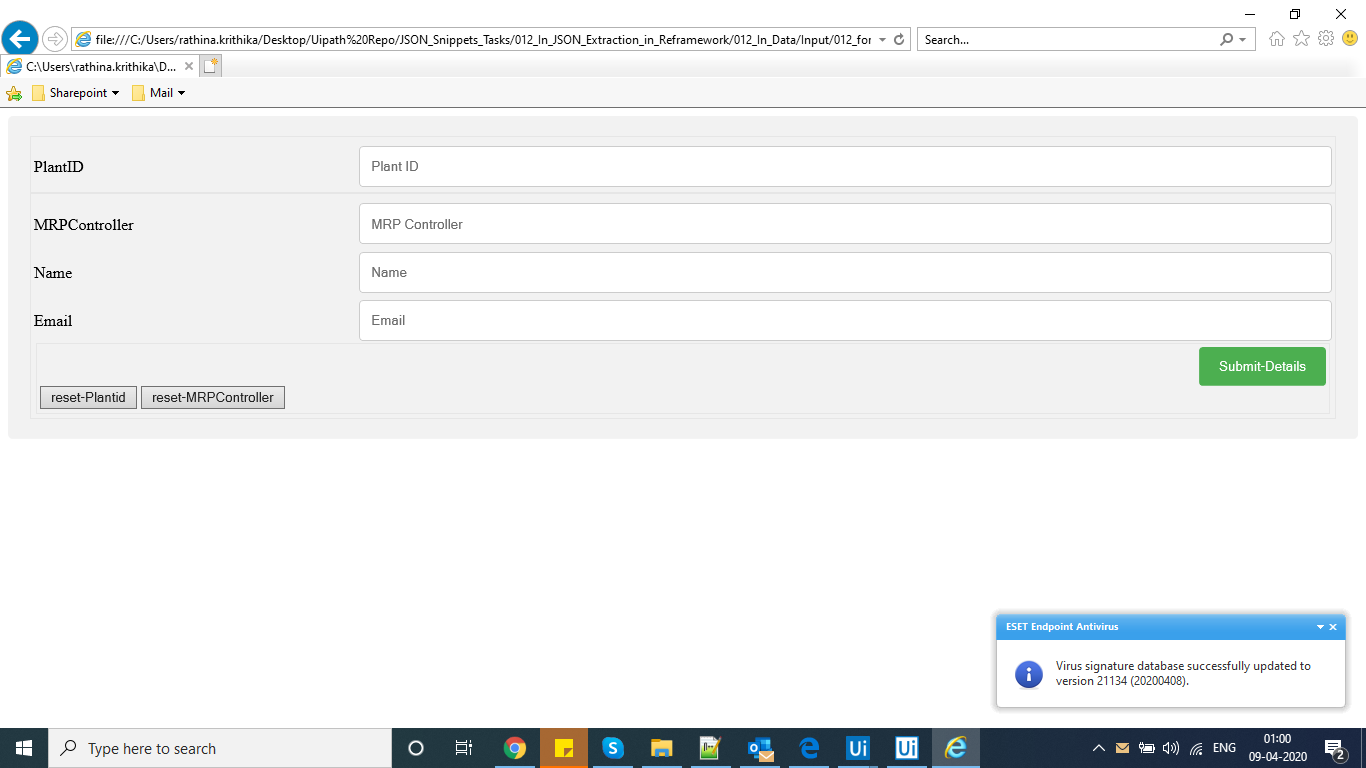 file:///C:/Users/rathina.krithika/Desktop/Uipath%20Repo/JSON_Snippets_Tasks/012_In_JSON_Extraction_in_Reframework/012_In_Data/Input/012_for
Search...
C:\Users\rathina.krithika\D...
Sharepoint
Mail
PlantID
Plant ID
MRPController
MRP Controller
Name
Name
Email
Email
Submit-Details
reset-Plantid
reset-MRPController
ESET Endpoint Antivirus
Virus signature database successfully updated to
version 21134 (20200408).
Type here to search
Ui
Ui
ENG
01:00
09-04-2020
2